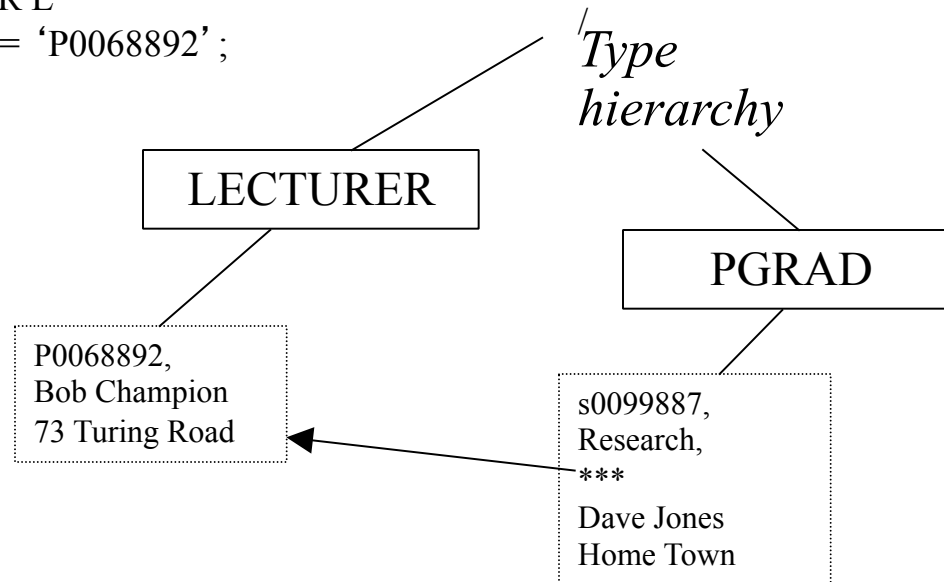 R L
= ‘P0068892’ ;
Type
hierarchy
LECTURER
PGRAD
P0068892,
Bob Champion
73 Turing Road
s0099887,
Research,
***
Dave Jones
Home Town